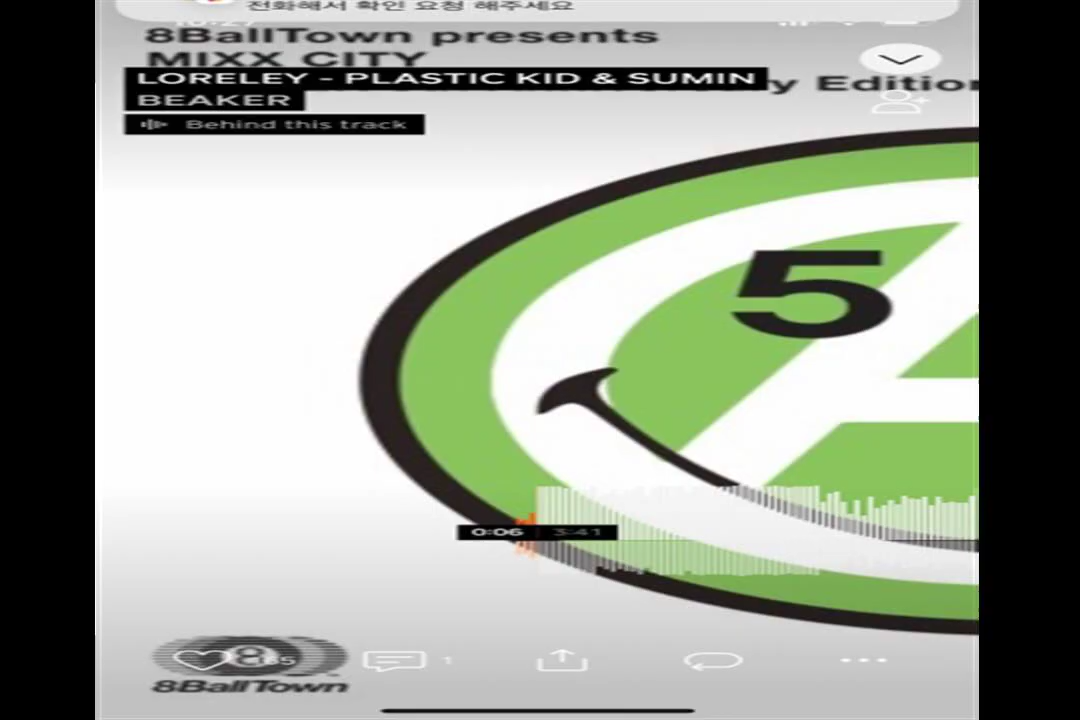 전화해서 확인 요청 해주세요
8BallTown presents
MIXX CITY
y Edition
LORELEY - PLASTIC KID & SUMIN
BEAKER
Behind this track
5
0:06 3:41
1
8BallTown